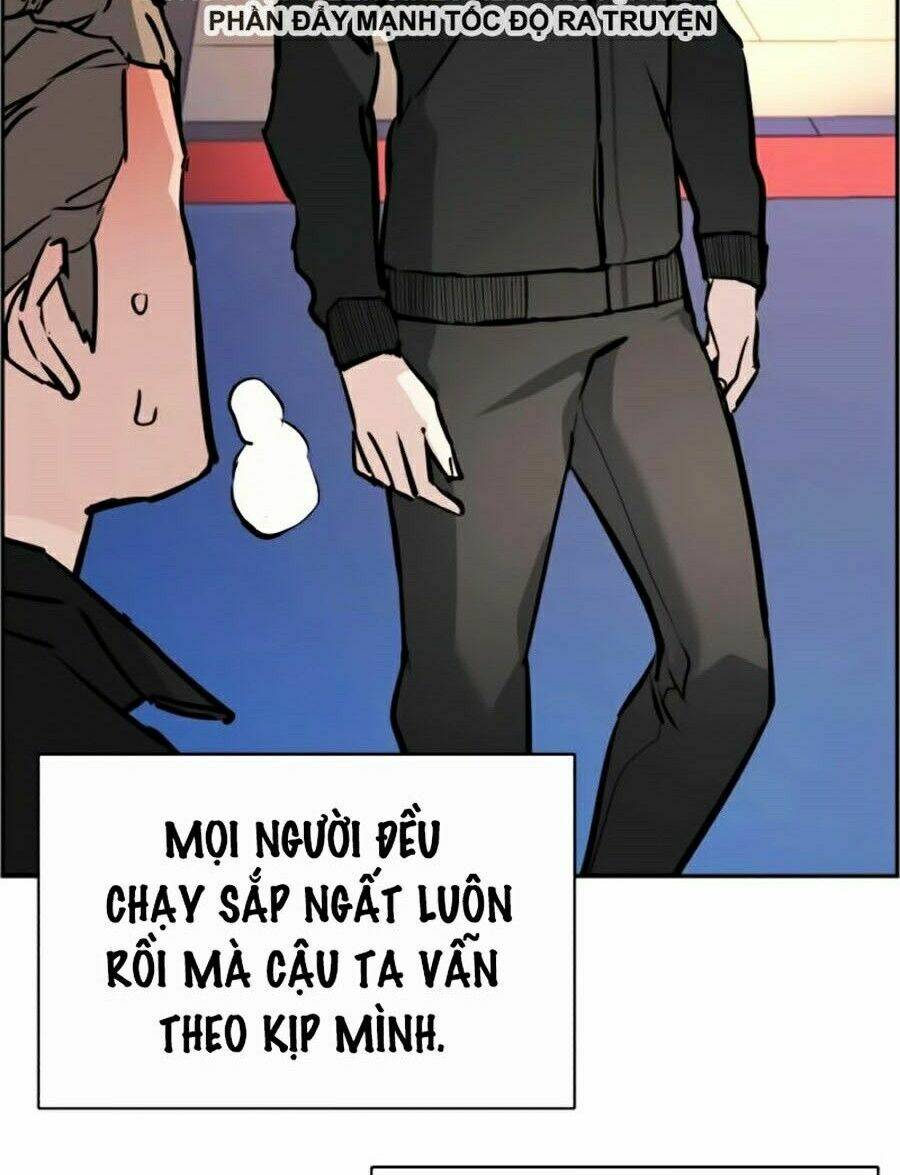 PHẦN ĐẨY MẠNH TỐC ĐỘ RA TRUYỆN
MỌI NGƯỜI ĐỀU
CHẠY SẮP NGẤT LUÔN
RỒI MÀ CẬU TA VẪN
THEO KỊP MÌNH.